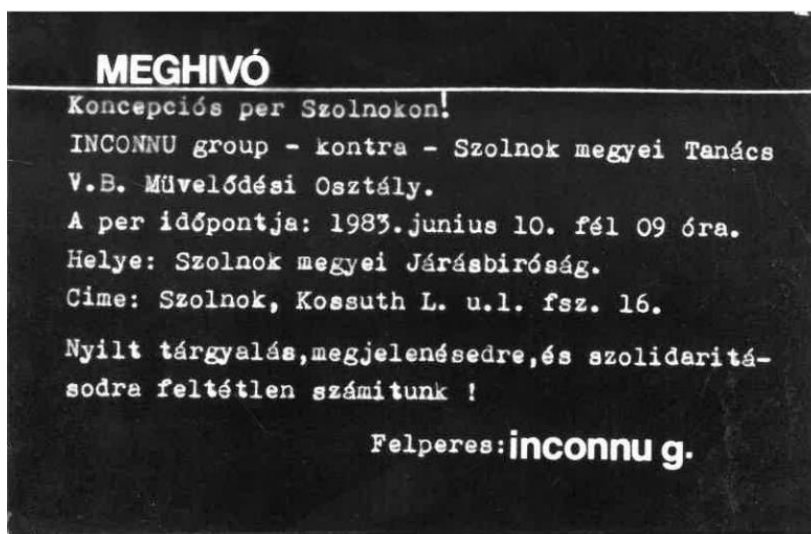 MEGHIVÓ
Koncepciós per Szolnokon!
INCONNU group - kontra - Szolnok megyei Tanács
V.B. Müvelődési Osztály.
A per időpontja: 1983.junius 10. fél 09 óra.
Helye: Szolnok megyei Járásbiróság.
Cime: Szolnok, Kossuth L. u.l. fsz. 16.
Nyilt tárgyalás,megjelenésedre,és szolidaritá-
sodra feltétlen számitunk !
Felperes:inconnu g.